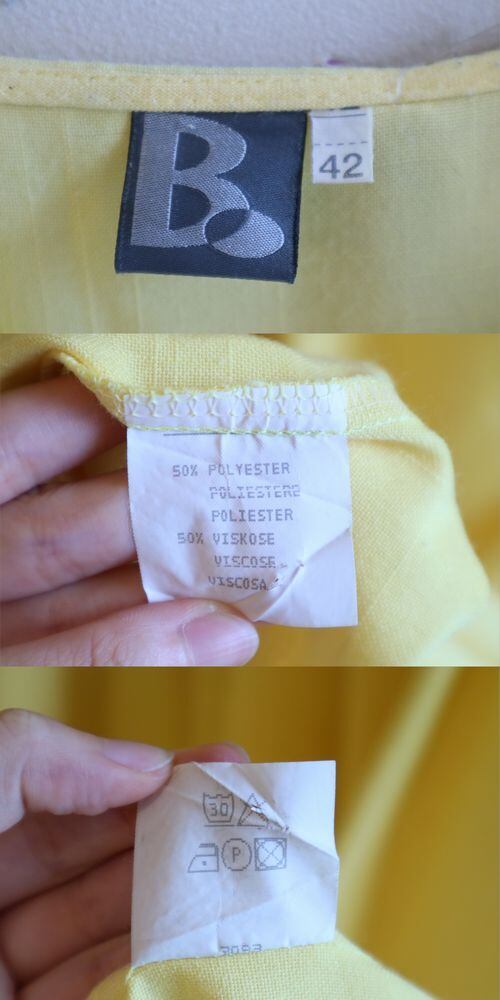 B.
42
50% POLYESTER
POLIESTERE
POLIESTER
50% VISKOSE
VISCOSE
VISCOSA
30
P